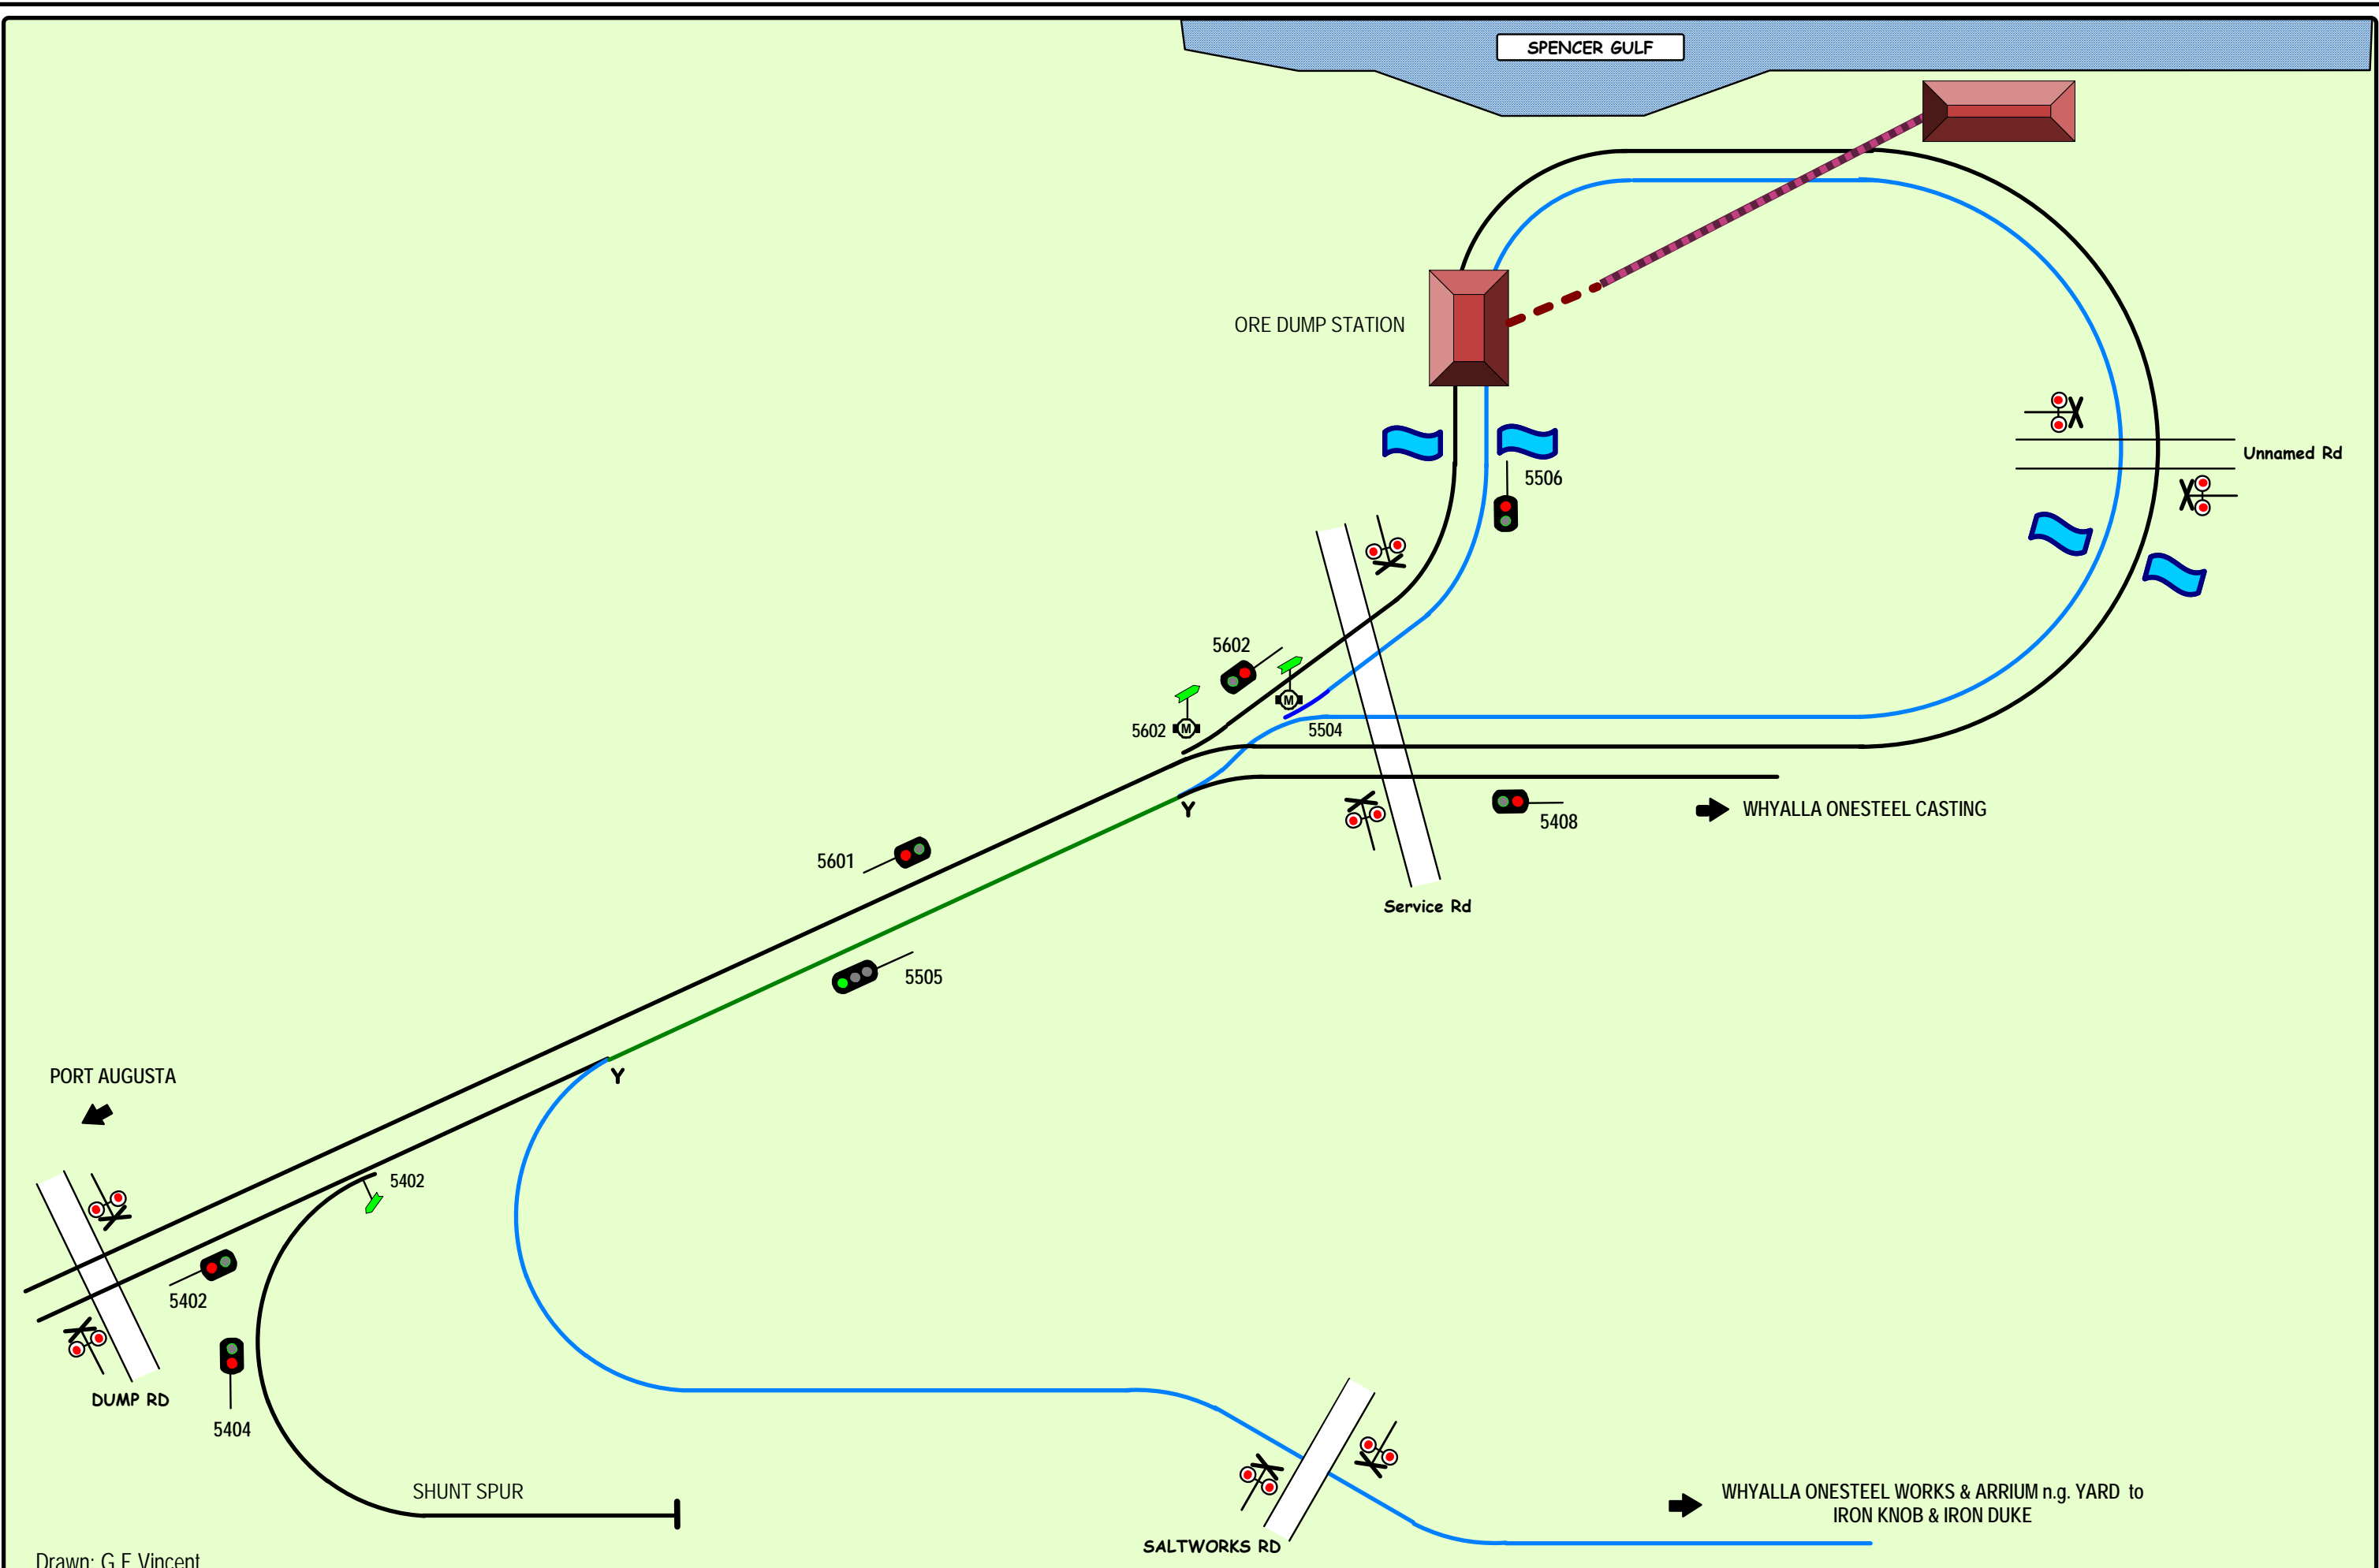 SPENCER GULF
ORE DUMP STATION
Unnamed Rd
5506
5602
M
5602
M
5504
Y
WHYALLA ONESTEEL CASTING
5408
5601
Service Rd
5505
Y
PORT AUGUSTA
5402
5402
DUMP RD
5404
SHUNT SPUR
WHYALLA ONESTEEL WORKS & ARRIUM n.g. YARD to
IRON KNOB & IRON DUKE
SALTWORKS RD
Drawn: G F Vincent